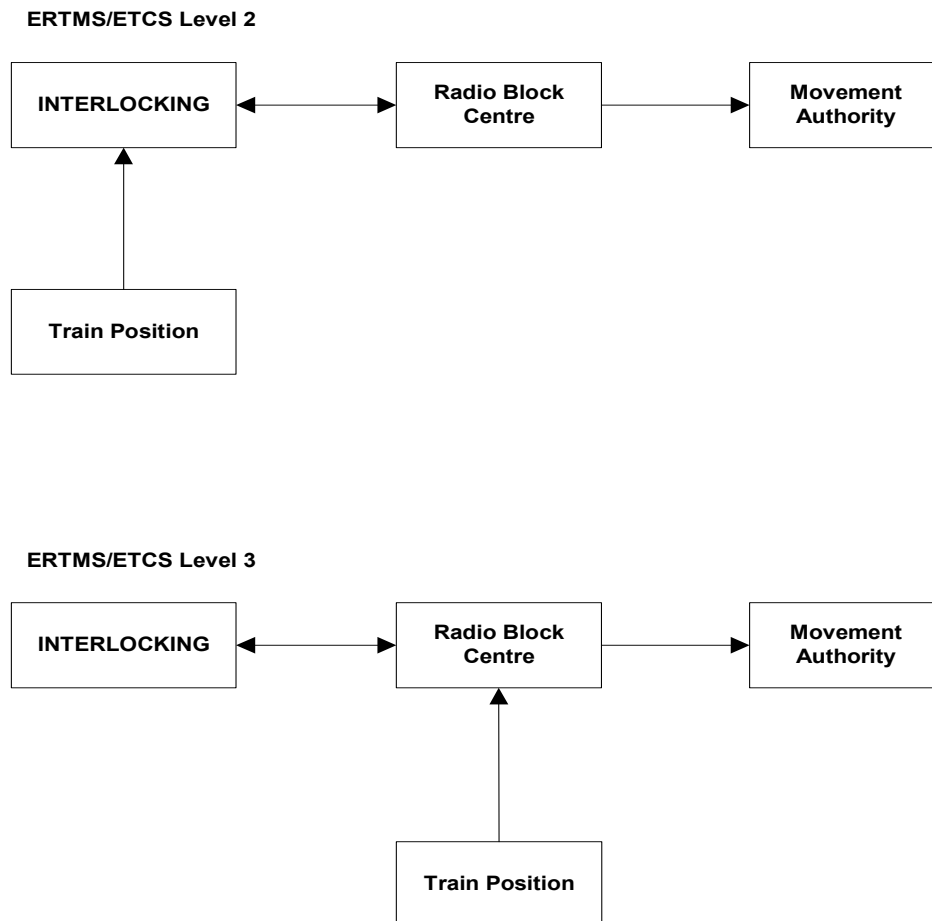 ERTMS/ETCS Level 2
INTERLOCKING
Radio Block
Centre
Movement
Authority
Train Position
ERTMS/ETCS Level 3
INTERLOCKING
Radio Block
Centre
Movement
Authority
Train Position